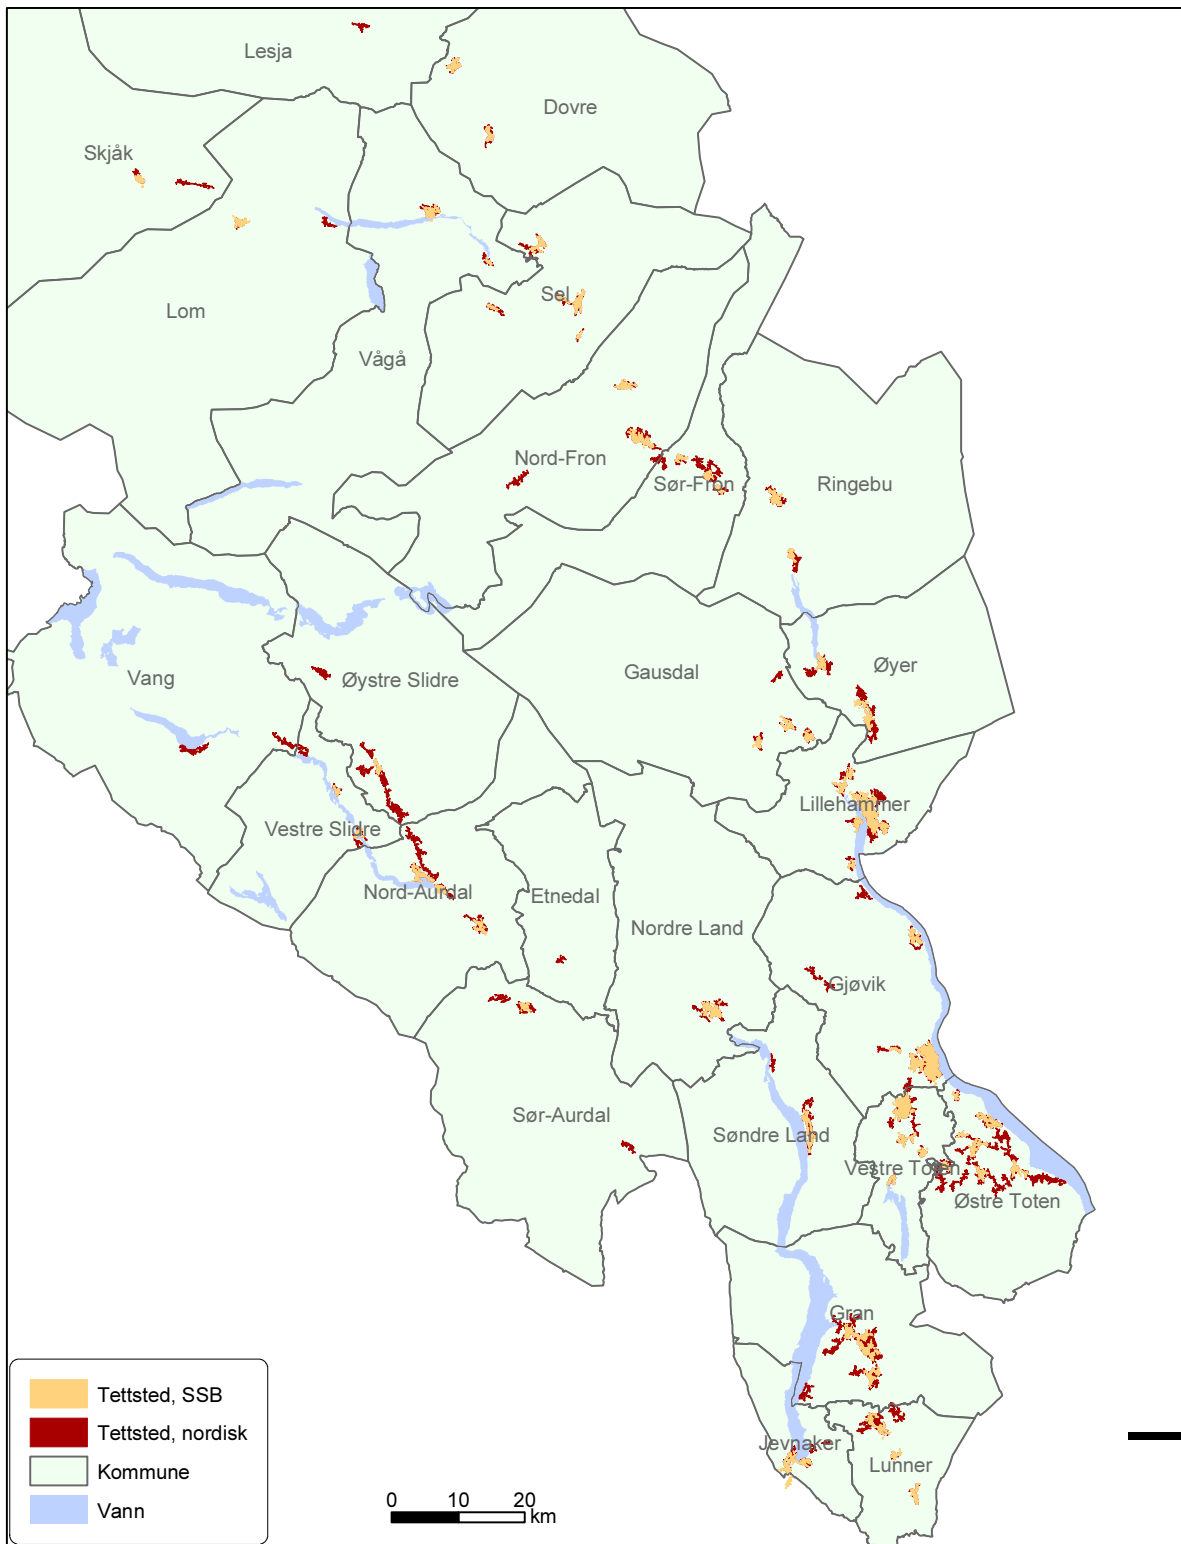 Lesja
Dovre
Skjåk
Sel
Lom
Vågå
Nord-Fron
Sør-Fron
Ringebu
Vang
Øystre Slidre
Gausdal
Øyer
Lillehammer
Vestre Slidre
Nord-Aurdal
Etnedal
Nordre Land
Gjøvik
Sør-Aurdal
Søndre Land
Vestre Toten
Østre Toten
Gran
Jevnaker
Lunner
Tettsted, SSB
Tettsted, nordisk
Kommune
Vann
0 10 20
km